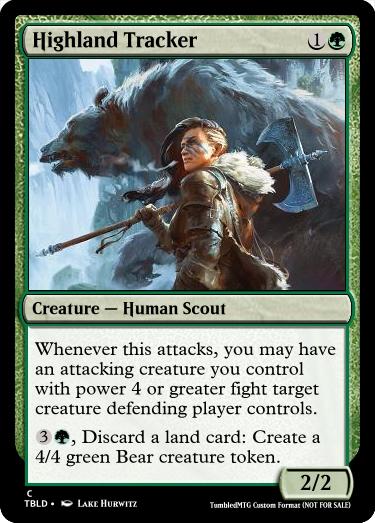 Highland Tracker 1
Creature — Human Scout
Whenever this attacks, you may have
an attacking creature you control
with power 4 or greater fight target
creature defending player controls.
3, Discard a land card: Create a
4/4 green Bear creature token.
2/2
C
TBLD • Lake Hurwitz
TumbledMTG Custom Format (NOT FOR SALE)